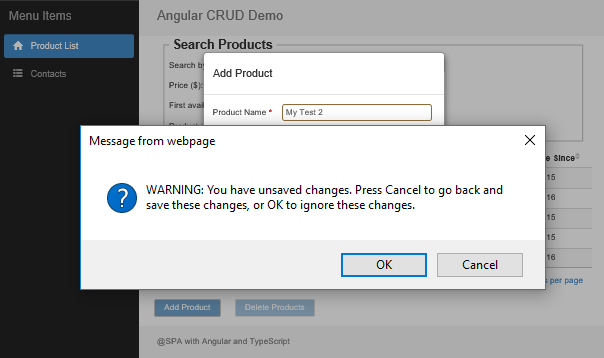 Menu Items
Angular CRUD Demo
Product List
Contacts
Search Products
Search by
Price ($):
First avail
Add Product
Product Name *
My Test 2
Message from webpage
WARNING: You have unsaved changes. Press Cancel to go back and
save these changes, or OK to ignore these changes.
OK
Cancel
Since
15
16
15
15
16
per page
Add Product
Delete Products
@SPA with Angular and TypeScript